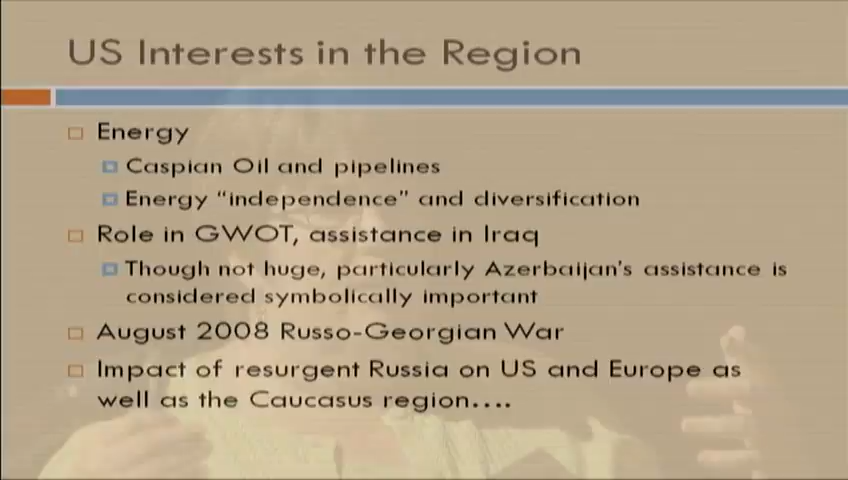 US Interests in the Region
Energy
Caspian Oil and pipelines
Energy “independence” and diversification
Role in GWOT, assistance in Iraq
Though not huge, particularly Azerbaijan’s assistance is
considered symbolically important
August 2008 Russo-Georgian War
Impact of resurgent Russia on US and Europe as
well as the Caucasus region….